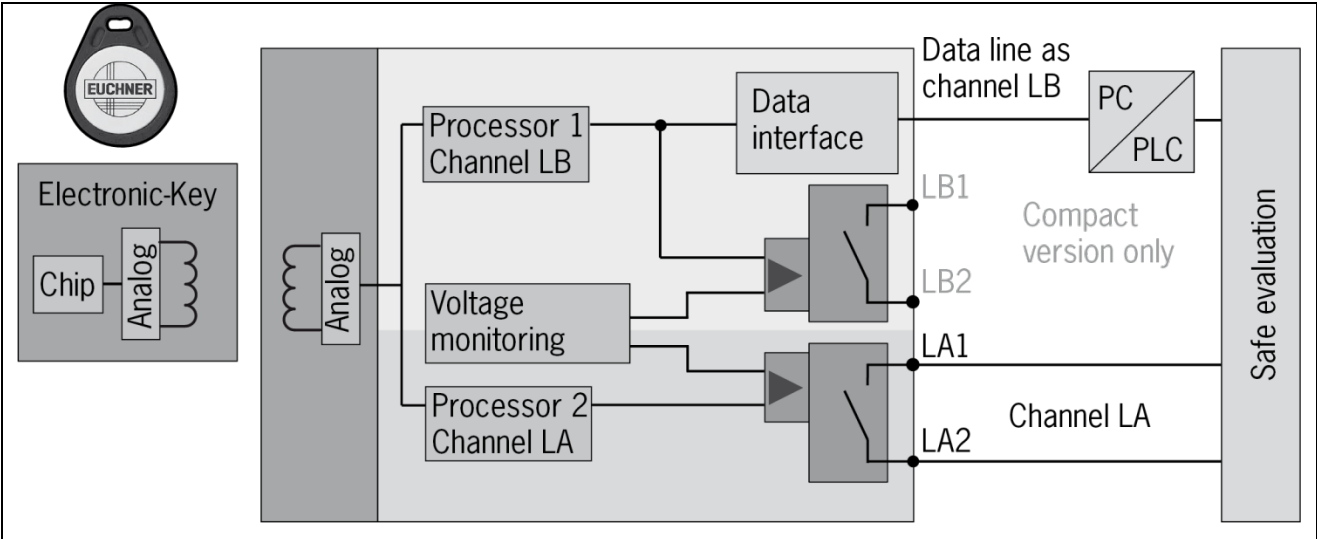 EUCHNER
Electronic-Key
Chip
Analog
Analog
Processor 1
Channel LB
Voltage
monitoring
Processor 2
Channel LA
Data
interface
Data line as
channel LB
PC
PLC
LB1
LB2
Compact
version only
LA1
LA2
Channel LA
Safe evaluation